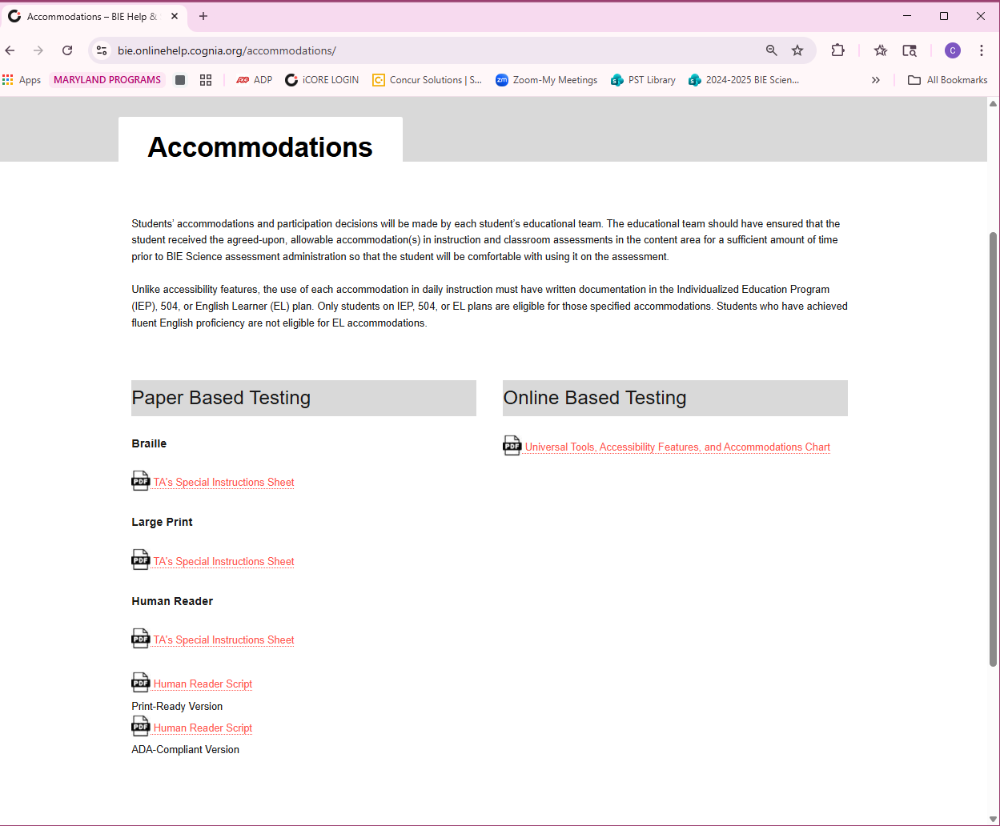 Accommodations – BIE Help &
bie.onlinehelp.cognia.org/accommodations/
C
Apps
MARYLAND PROGRAMS
ADP
iCORE LOGIN
Concur Solutions | S...
zm
Zoom-My Meetings
PST Library
2024-2025 BIE Scien...
All Bookmarks
Accommodations
Students' accommodations and participation decisions will be made by each student's educational team. The educational team should have ensured that the
student received the agreed-upon, allowable accommodation(s) in instruction and classroom assessments in the content area for a sufficient amount of time
prior to BIE Science assessment administration so that the student will be comfortable with using it on the assessment.
Unlike accessibility features, the use of each accommodation in daily instruction must have written documentation in the Individualized Education Program
(IEP), 504, or English Learner (EL) plan. Only students on IEP, 504, or EL plans are eligible for those specified accommodations. Students who have achieved
fluent English proficiency are not eligible for EL accommodations.
Paper Based Testing
Braille
PDF TA's Special Instructions Sheet
Large Print
PDF TA's Special Instructions Sheet
Human Reader
PDF TA's Special Instructions Sheet
PDF Human Reader Script
Print-Ready Version
PDF Human Reader Script
ADA-Compliant Version
Online Based Testing
PDF Universal Tools, Accessibility Features, and Accommodations Chart